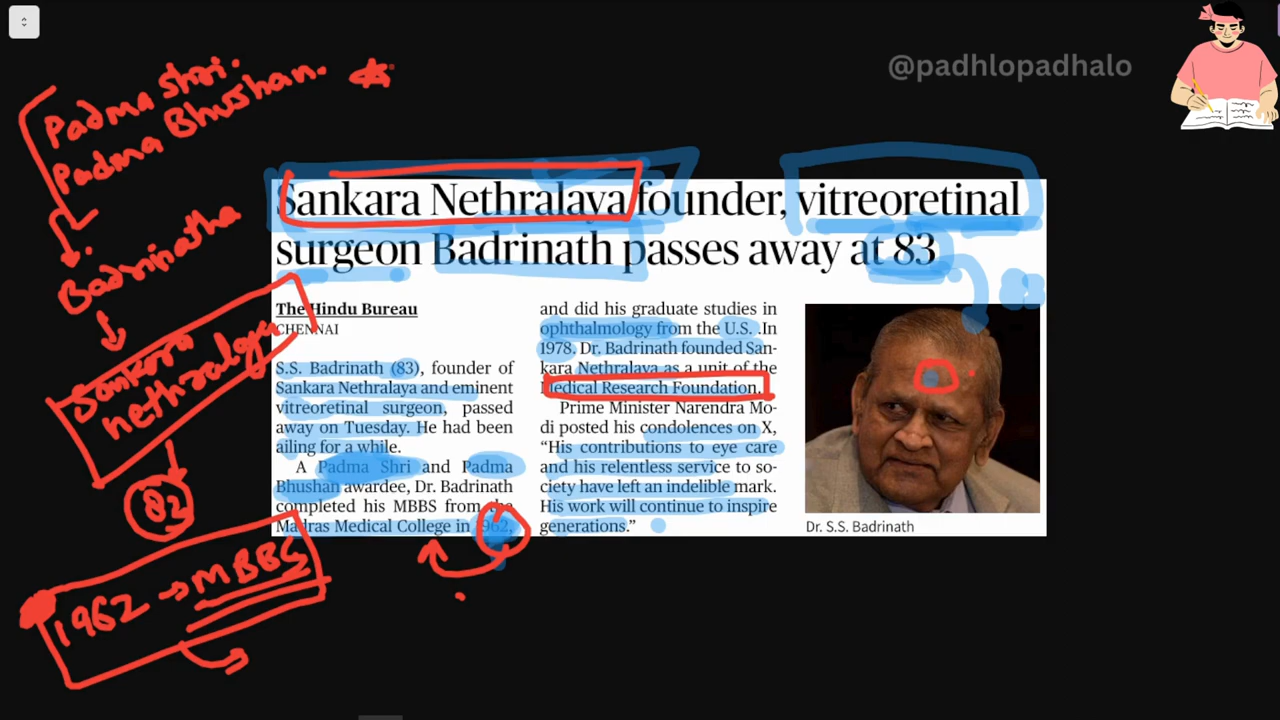 @padhlopadhalo
Padma Shri.
Padma Bhushan.
Badrinatha
Sankara
nethralaya
83
1962 → MBBS
Sankara Nethralaya founder, vitreoretinal
surgeon Badrinath passes away at 83
The Hindu Bureau
CHENNAI
S.S. Badrinath (83), founder of
Sankara Nethralaya and eminent
vitreoretinal surgeon, passed
away on Tuesday. He had been
ailing for a while.
A Padma Shri and Padma
Bhushan awardee, Dr. Badrinath
completed his MBBS from the
Madras Medical College in 1962,
and did his graduate studies in
ophthalmology from the U.S. .In
1978, Dr. Badrinath founded San-
kara Nethralaya as a unit of the
Medical Research Foundation.
Prime Minister Narendra Mo-
di posted his condolences on X,
“His contributions to eye care
and his relentless service to so-
ciety have left an indelible mark.
His work will continue to inspire
generations.”
Dr. S.S. Badrinath